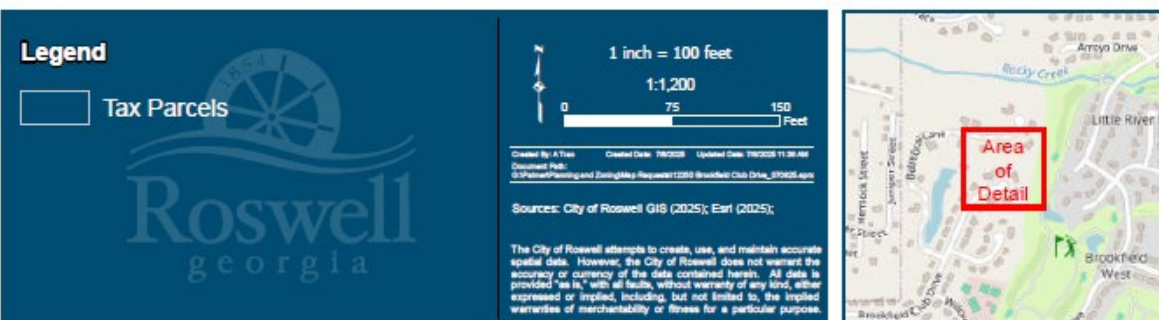 Legend
Tax Parcels
1854
Roswell
georgia
N
1 inch = 100 feet
1:1,200
0 75 150
Feet
Created By: ATran Created Date: 7/8/2025 Updated Date: 7/9/2025 11:36 AM
Document Path:
Sources: City of Roswell GIS (2025); Esri (2025);
The City of Roswell attempts to create, use, and maintain accurate
spatial data. However, the City of Roswell does not warrant the
accuracy or currency of the data contained herein. All data is
provided "as is," with all faults, without warranty of any kind, either
expressed or implied, including, but not limited to, the implied
warranties of merchantability or fitness for a particular purpose.
Arroyo Drive
Rocky Creek
Little River
Lane
Hemlock Street
Juniper Street
Area
of
Detail
Street
Brookfield
West
Club Drive
Brookfield